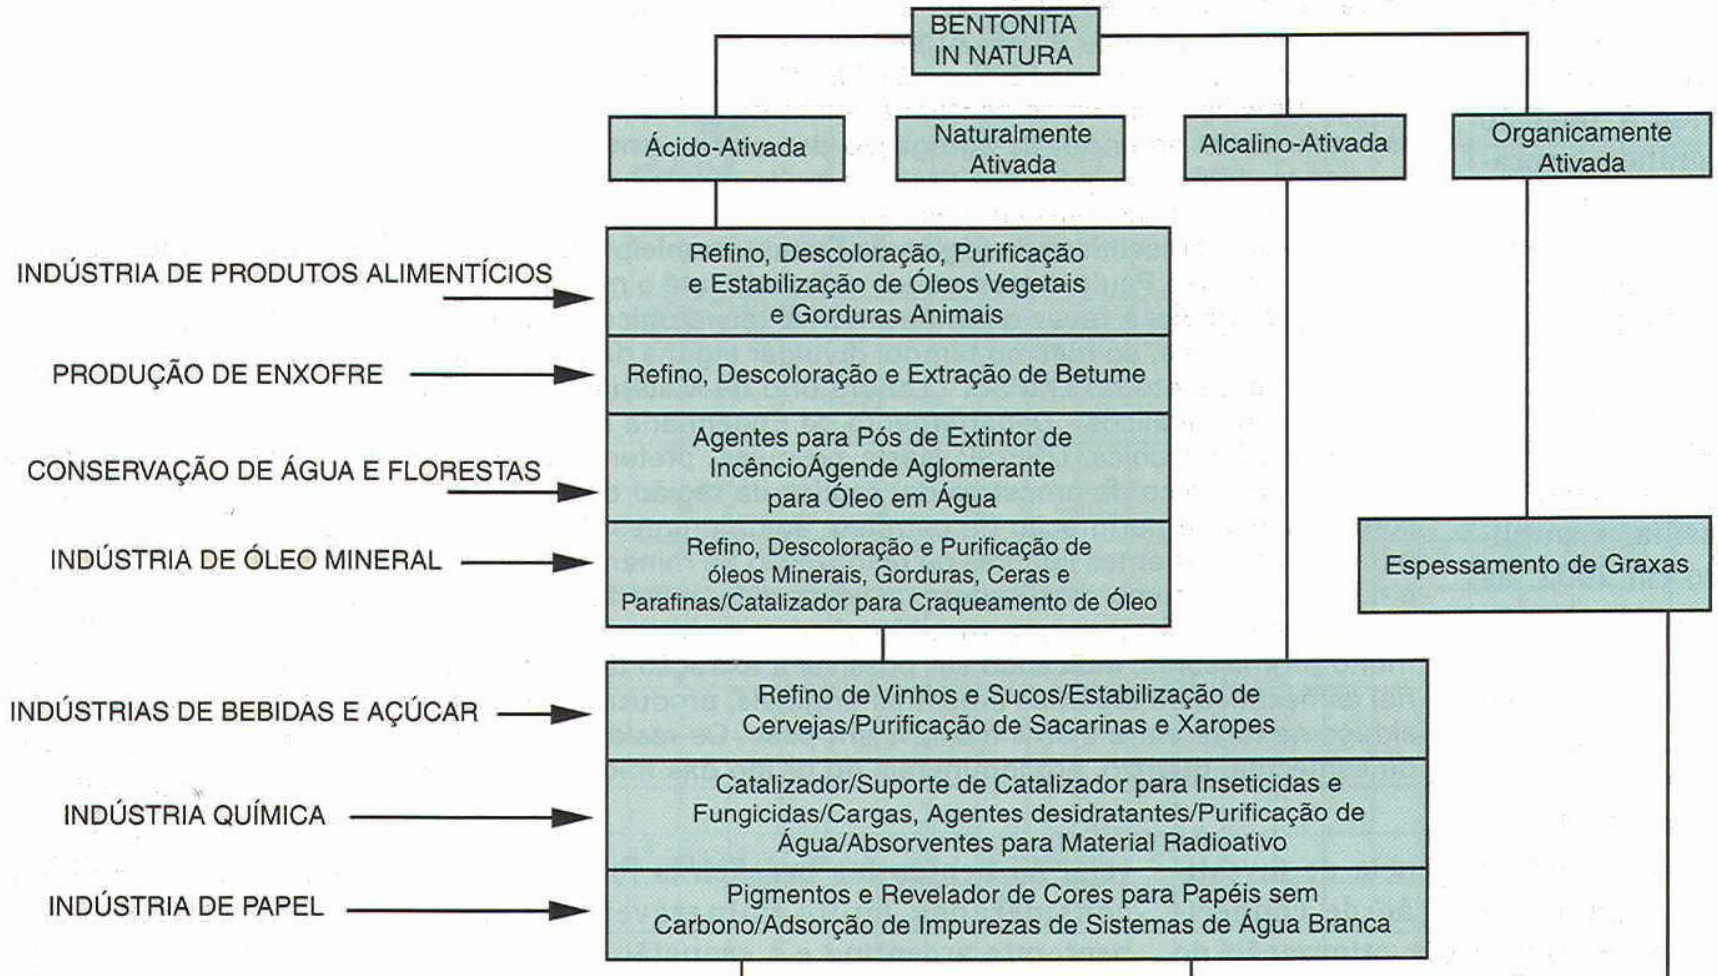 BENTONITA
IN NATURA
Ácido-Ativada
Naturalmente
Ativada
Alcalino-Ativada
Organicamente
Ativada
INDÚSTRIA DE PRODUTOS ALIMENTÍCIOS
Refino, Descoloração, Purificação
e Estabilização de Óleos Vegetais
e Gorduras Animais
PRODUÇÃO DE ENXOFRE
Refino, Descoloração e Extração de Betume
CONSERVAÇÃO DE ÁGUA E FLORESTAS
Agentes para Pós de Extintor de
IncêncioÁgende Aglomerante
para Óleo em Água
INDÚSTRIA DE ÓLEO MINERAL
Refino, Descoloração e Purificação de
óleos Minerais, Gorduras, Ceras e
Parafinas/Catalizador para Craqueamento de Óleo
Espessamento de Graxas
INDÚSTRIAS DE BEBIDAS E AÇÚCAR
Refino de Vinhos e Sucos/Estabilização de
Cervejas/Purificação de Sacarinas e Xaropes
INDÚSTRIA QUÍMICA
Catalizador/Suporte de Catalizador para Inseticidas e
Fungicidas/Cargas, Agentes desidratantes/Purificação de
Água/Absorventes para Material Radioativo
INDÚSTRIA DE PAPEL
Pigmentos e Revelador de Cores para Papéis sem
Carbono/Adsorção de Impurezas de Sistemas de Água Branca